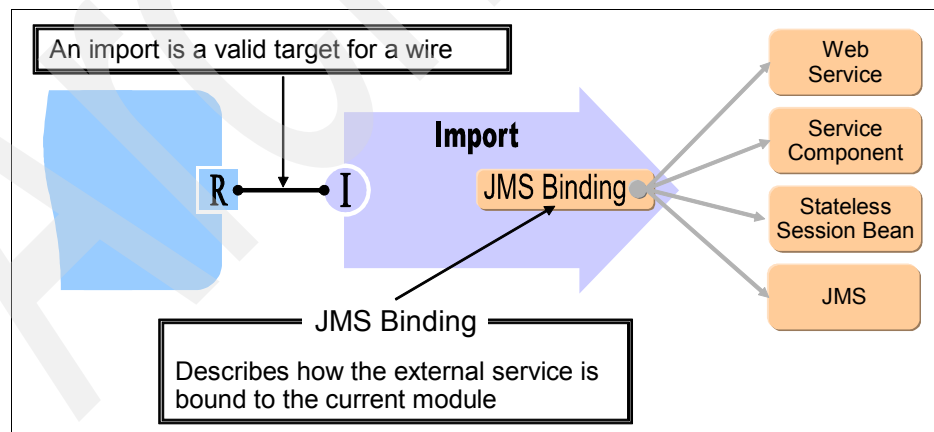 An import is a valid target for a wire
Web
Service
Import
Service
Component
R
I
JMS Binding
Stateless
Session Bean
JMS
JMS Binding
Describes how the external service is
bound to the current module